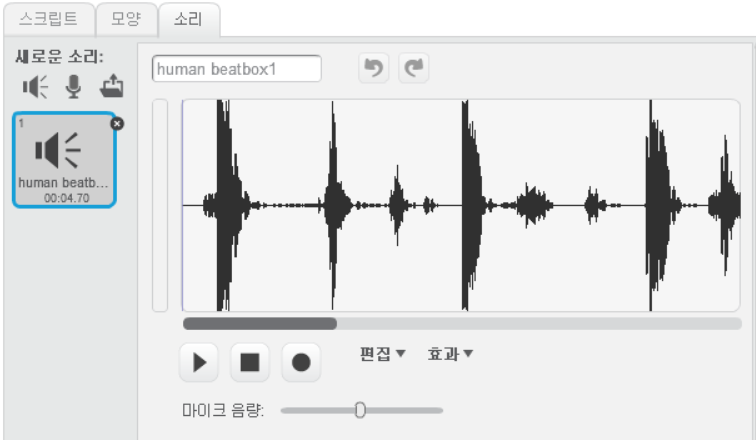 스크립트 모양 소리
새로운 소리:
human beatbox1
1
human beatb...
00:04.70
편집 효과
마이크 음량: